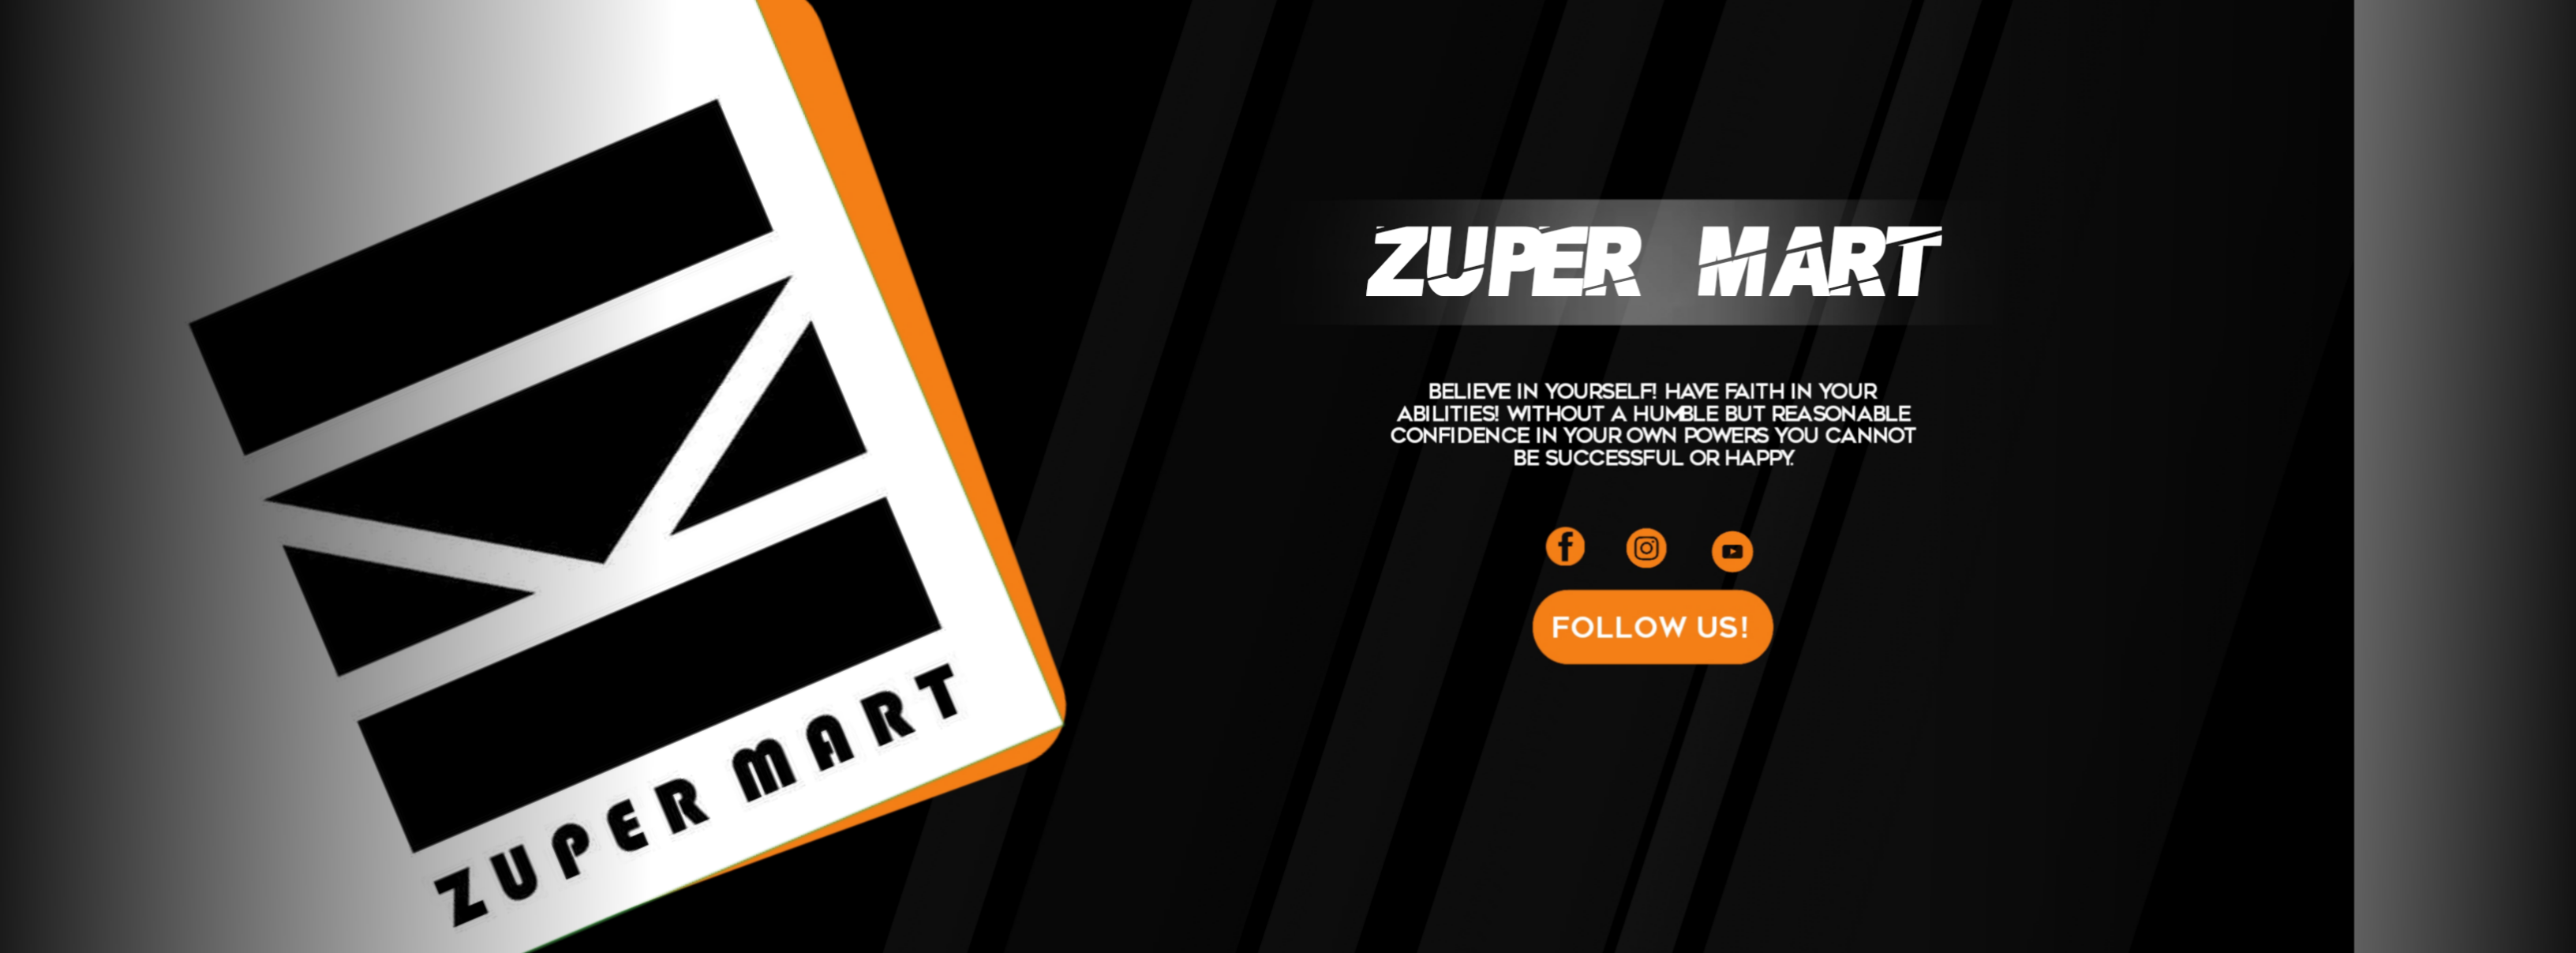 ZUPER MART
ZUPER MART
BELIEVE IN YOURSELF! HAVE FAITH IN YOUR
ABILITIES! WITHOUT A HUMBLE BUT REASONABLE
CONFIDENCE IN YOUR OWN POWERS YOU CANNOT
BE SUCCESSFUL OR HAPPY.
FOLLOW US!